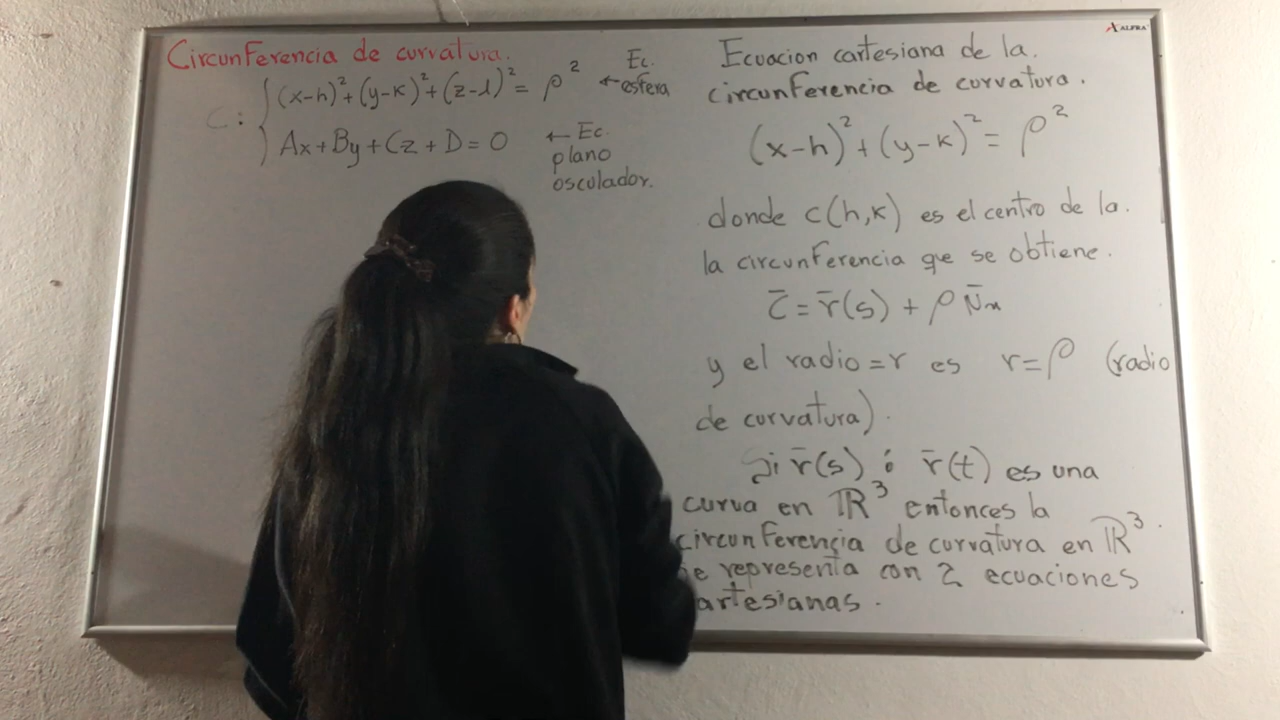 Circunferencia de curvatura.
C: { (x-h)² + (y-k)² + (z-l)² = ρ² ← Ec. esfera
Ax + By + Cz + D = 0 ← Ec. plano osculador.
Ecuacion cartesiana de la.
circunferencia de curvatura.
(x-h)² + (y-k)² = ρ²
donde c(h,k) es el centro de la.
la circunferencia que se obtiene.
c̄ = r̄(s) + ρ N̄
y el radio = r es r = ρ (radio
de curvatura).
Si r̄(s) ó r̄(t) es una
curva en ℝ³ entonces la
circunferencia de curvatura en ℝ³.
e representa con 2 ecuaciones
artesianas.
ALFRA